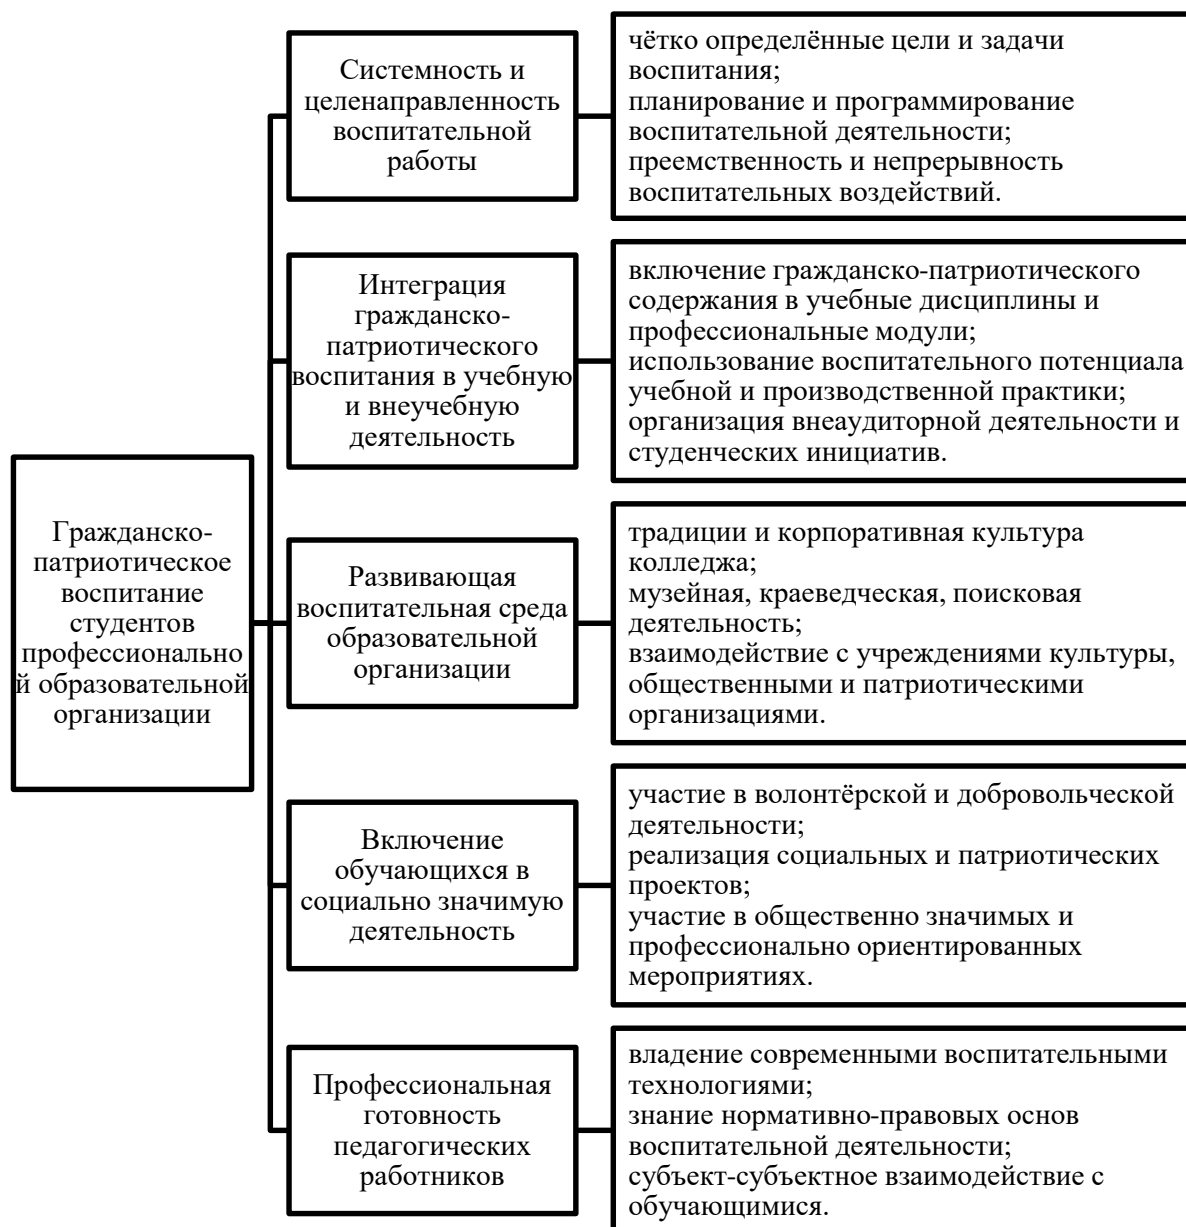 Гражданско-
патриотическое
воспитание
студентов
профессионально
й образовательной
организации
Системность и
целенаправленность
воспитательной
работы
чётко определённые цели и задачи
воспитания;
планирование и программирование
воспитательной деятельности;
преемственность и непрерывность
воспитательных воздействий.
Интеграция
гражданско-
патриотического
воспитания в учебную
и внеучебную
деятельность
включение гражданско-патриотического
содержания в учебные дисциплины и
профессиональные модули;
использование воспитательного потенциала
учебной и производственной практики;
организация внеаудиторной деятельности и
студенческих инициатив.
Развивающая
воспитательная среда
образовательной
организации
традиции и корпоративная культура
колледжа;
музейная, краеведческая, поисковая
деятельность;
взаимодействие с учреждениями культуры,
общественными и патриотическими
организациями.
Включение
обучающихся в
социально значимую
деятельность
участие в волонтёрской и добровольческой
деятельности;
реализация социальных и патриотических
проектов;
участие в общественно значимых и
профессионально ориентированных
мероприятиях.
Профессиональная
готовность
педагогических
работников
владение современными воспитательными
технологиями;
знание нормативно-правовых основ
воспитательной деятельности;
субъект-субъектное взаимодействие с
обучающимися.